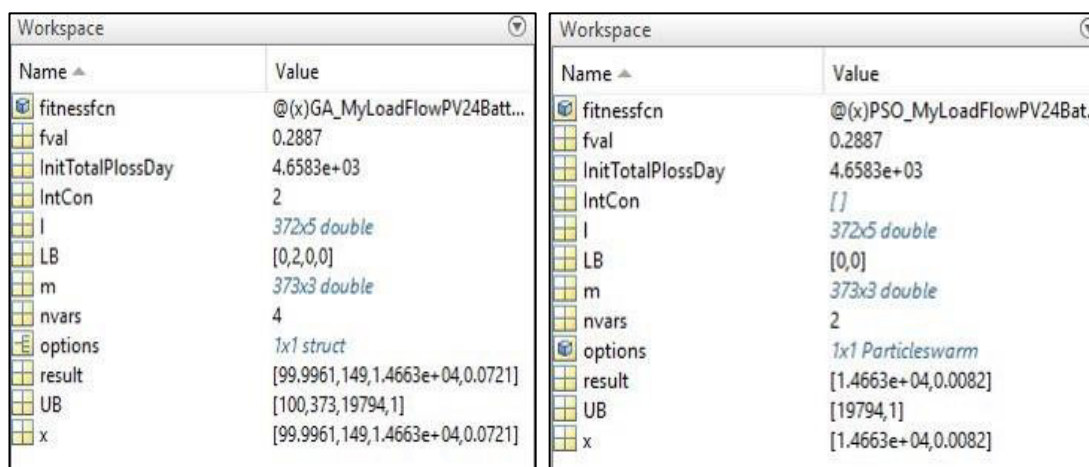 Workspace
Name Value
fitnessfcn @(x)GA_MyLoadFlowPV24Batt...
fval 0.2887
InitTotalPlossDay 4.6583e+03
IntCon 2
l 372x5 double
LB [0,2,0,0]
m 373x3 double
nvars 4
options 1x1 struct
result [99.9961,149,1.4663e+04,0.0721]
UB [100,373,19794,1]
x [99.9961,149,1.4663e+04,0.0721]
Workspace
Name Value
fitnessfcn @(x)PSO_MyLoadFlowPV24Bat.
fval 0.2887
InitTotalPlossDay 4.6583e+03
IntCon []
l 372x5 double
LB [0,0]
m 373x3 double
nvars 2
options 1x1 Particleswarm
result [1.4663e+04,0.0082]
UB [19794,1]
x [1.4663e+04,0.0082]